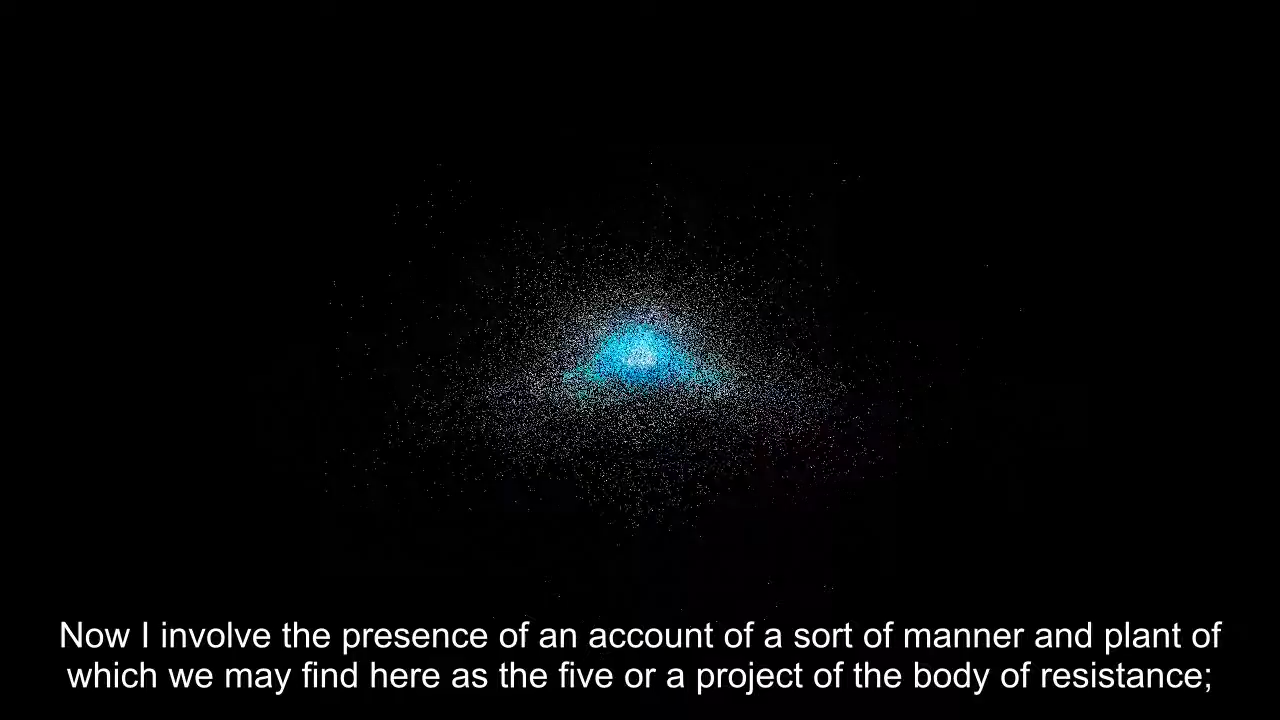 Now I involve the presence of an account of a sort of manner and plant of
which we may find here as the five or a project of the body of resistance;